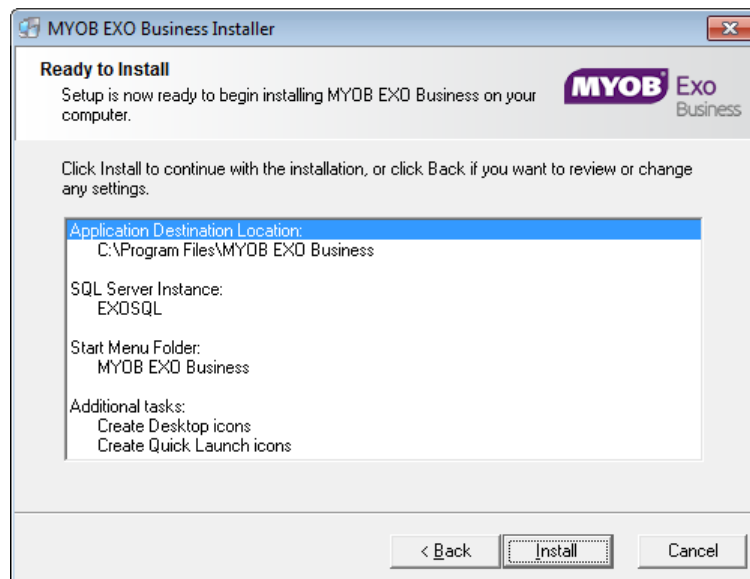 MYOB EXO Business Installer
Ready to Install
Setup is now ready to begin installing MYOB EXO Business on your
computer.
MYOB Exo
Business
Click Install to continue with the installation, or click Back if you want to review or change
any settings.
Application Destination Location:
C:\Program Files\MYOB EXO Business
SQL Server Instance:
EXOSQL
Start Menu Folder:
MYOB EXO Business
Additional tasks:
Create Desktop icons
Create Quick Launch icons
< Back
Install
Cancel